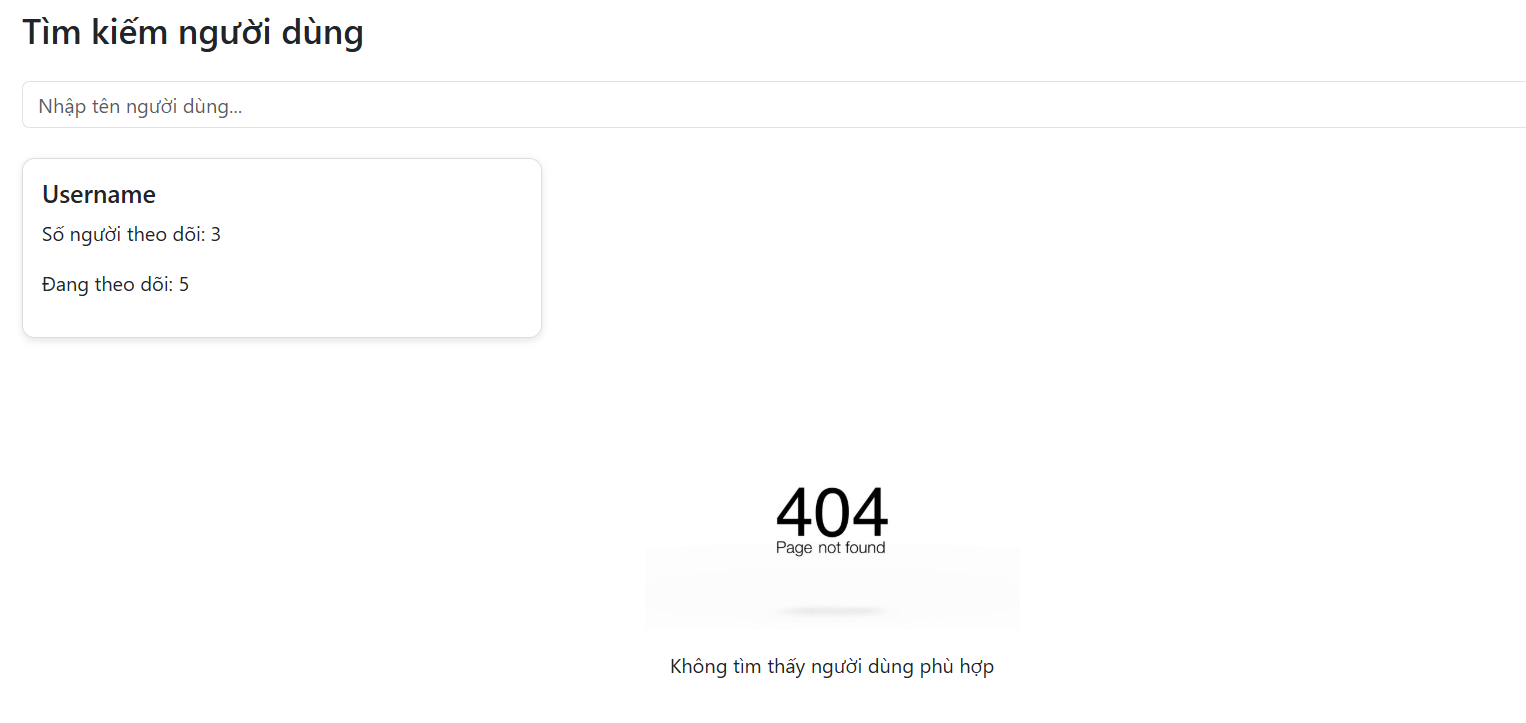 Tìm kiếm người dùng
Nhập tên người dùng...
Username
Số người theo dõi: 3
Đang theo dõi: 5
404
Page not found
Không tìm thấy người dùng phù hợp